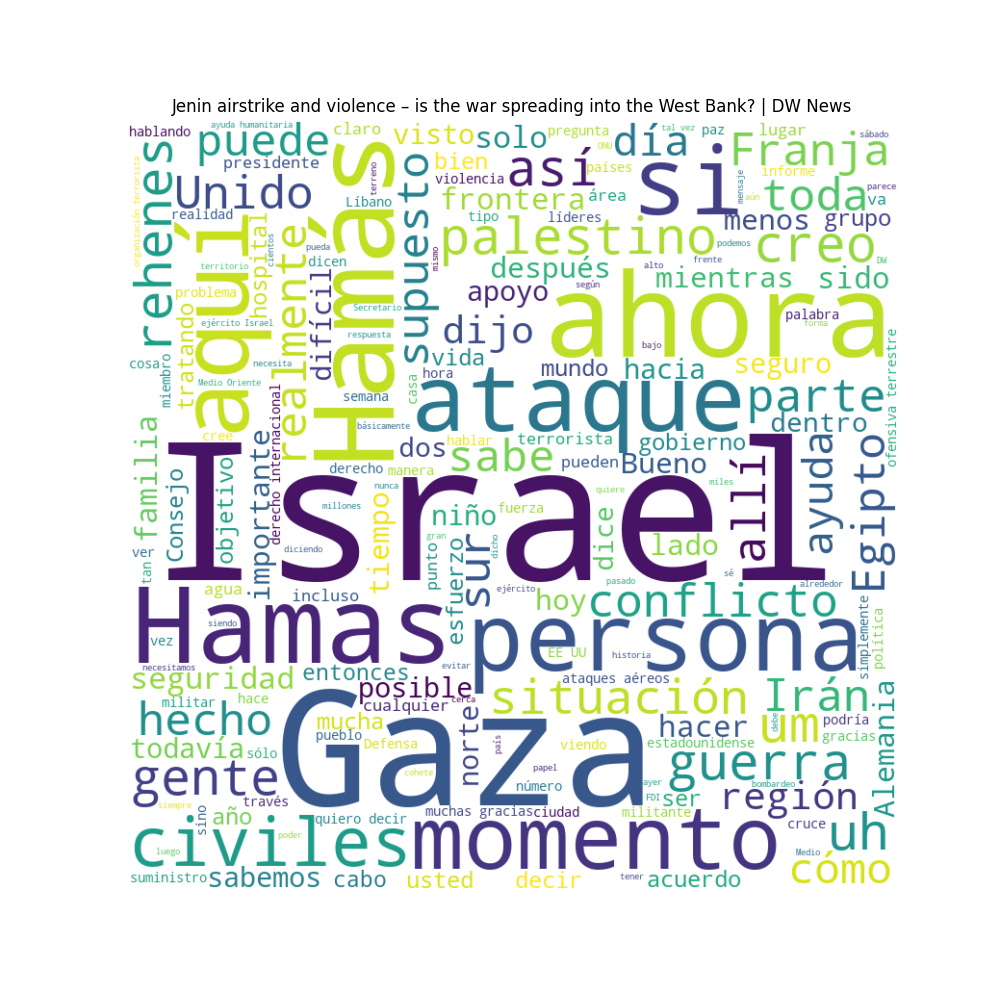 Jenin airstrike and violence – is the war spreading into the West Bank? | DW News
hablando
ayuda humanitaria
claro
visto
solo
pregunta
ONU
día
tal vez
paz
lugar
sábado
puede
presidente
bien
violencia
así
países
si
Franja
informe
mensaje
aún
toda
parece
va
organización terrorista
rehenes
Unido
realidad
aquí
hospital
cientos
terreno
Líbano
Hamás
supuesto
frontera
tipo
líderes
área
menos
grupo
territorio
pueda
dicen
realmente
difícil
mismo
palestino
podemos
creo
DW
frente
problema
tratando
Secretario
después
mientras
sido
alto
según
apoyo
ahora
palabra
forma
ejército Israel
respuesta
dijo
bajo
cosa
miembro
necesita
hora
vida
mundo
hacia
seguro
ofensiva terrestre
Medio Oriente
semana
casa
ataque
parte
familia
cree
básicamente
dos
hablar
terrorista
gobierno
dentro
Consejo
objetivo
importante
derecho internacional
derecho
manera
sabe
pueden
Bueno
allí
ayuda
Egipto
Israel
nunca
quiere
miles
millones
tiempo
niño
fuerza
ver
tan
diciendo
punto
gran
esfuerzo
sur
dicho
dice
lado
agua
incluso
ejército
pasado
sé
alrededor
Hamas
siendo
hoy
conflicto
simplemente
política
vez
persona
EE UU
historia
necesitamos
seguridad
hace
entonces
evitar
ataques aéreos
militar
posible
cualquier
cerca
situación
Irán
Alemania
hecho
mucha
pueblo
norte
hacer
um
debe
podría
gracias
todavía
sólo
Gaza
Defensa
país
viendo
estadounidense
guerra
gente
cohete
papel
número
ayer
FDI
ser
bombardeo
región
siempre
través
sino
año
quiero decir
muchas gracias
ciudad
militante
cruce
uh
civiles
poder
momento
luego
Medio
cómo
suministro
sabemos
cabo
usted
decir
tener
acuerdo